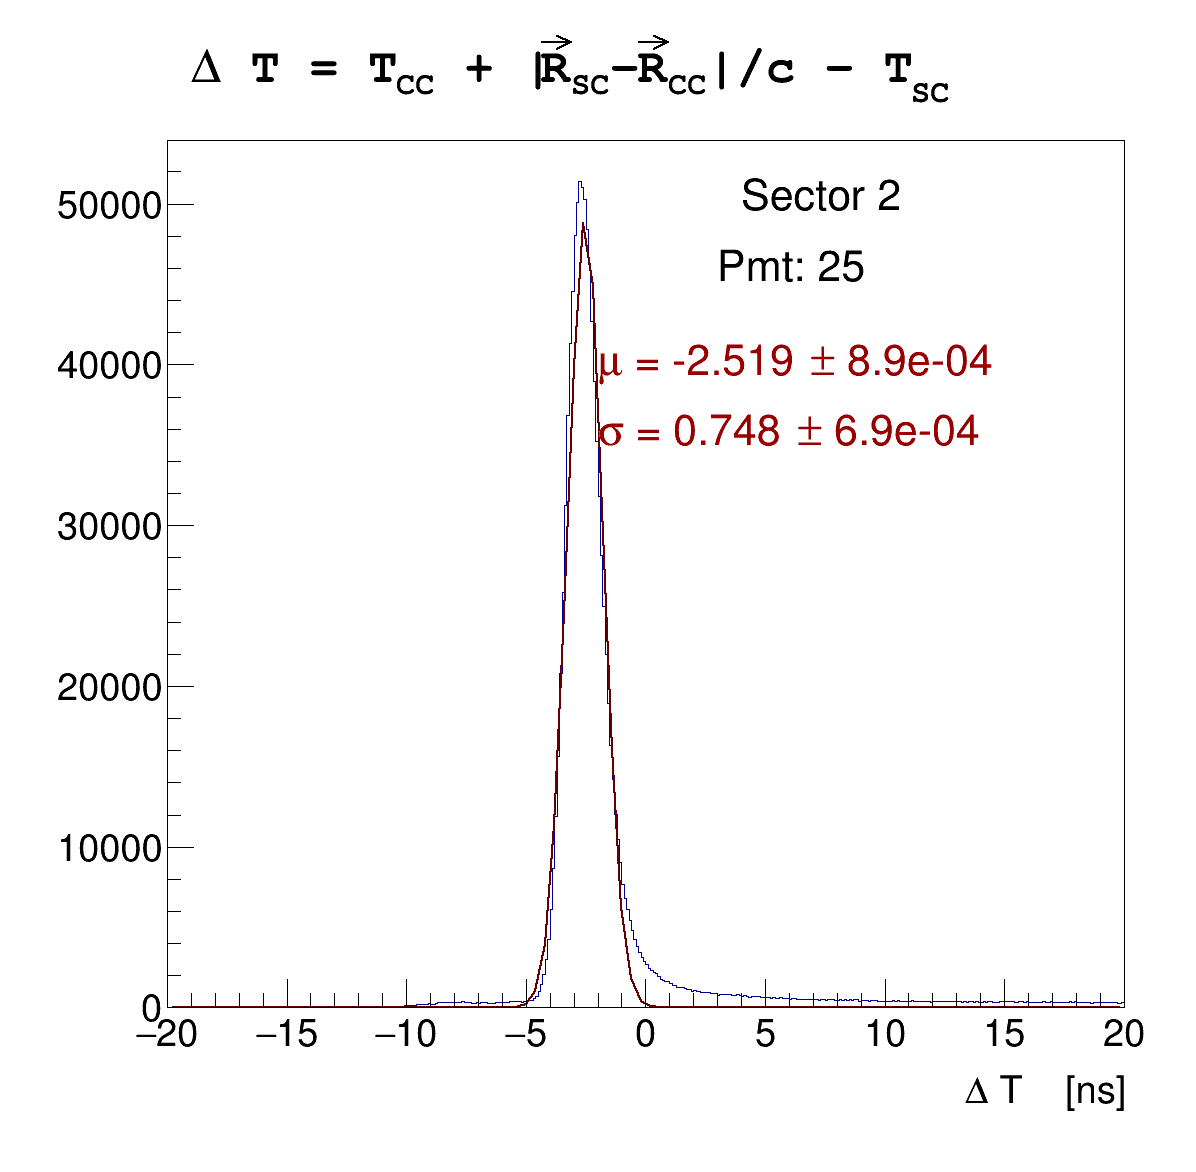 Δ T = T_CC + |R⃗_SC−R⃗_CC|/c − T_SC
Sector 2
Pmt: 25
μ = -2.519 ± 8.9e-04
σ = 0.748 ± 6.9e-04
50000
40000
30000
20000
10000
0
−20 −15 −10 −5 0 5 10 15 20
Δ T [ns]